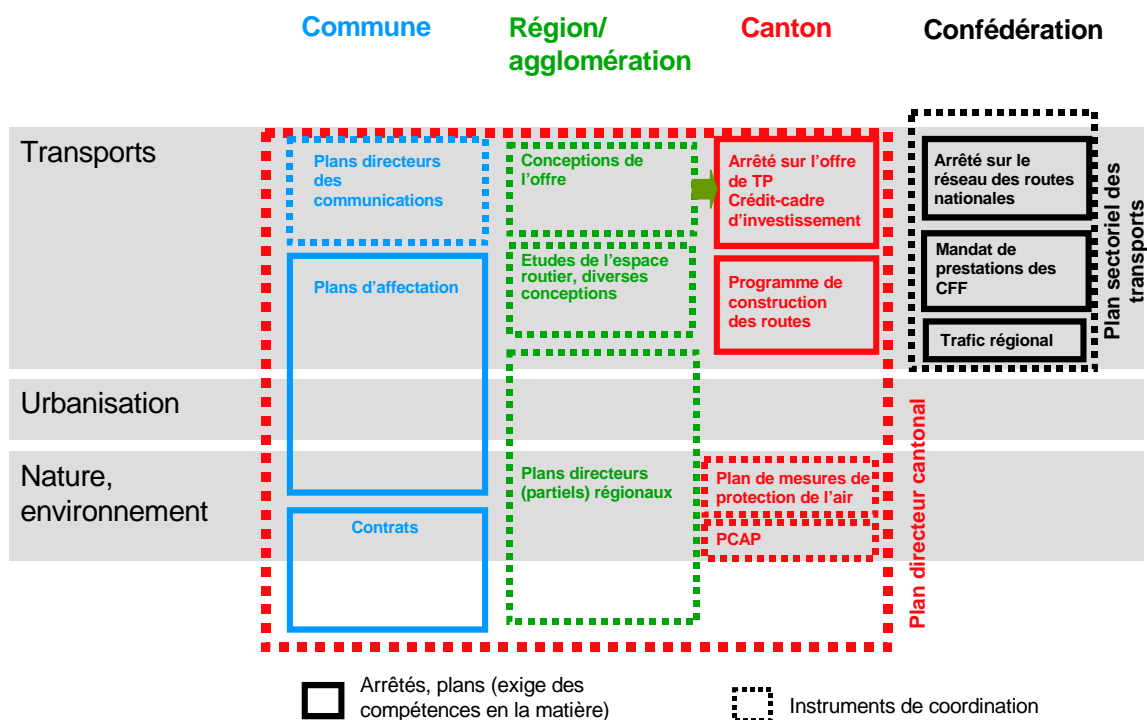 Commune
Région/
agglomération
Canton
Confédération
Transports
Plans directeurs
des
communications
Conceptions de
l'offre
Arrêté sur l'offre
de TP
Crédit-cadre
d'investissement
Arrêté sur le
réseau des routes
nationales
Plan sectoriel des
transports
Plans d'affectation
Etudes de l'espace
routier, diverses
conceptions
Programme de
construction
des routes
Mandat de
prestations des
CFF
Trafic régional
Urbanisation
Nature,
environnement
Plans directeurs
(partiels) régionaux
Plan de mesures de
protection de l'air
PCAP
Plan directeur cantonal
Contrats
Arrêtés, plans (exige des
compétences en la matière)
Instruments de coordination